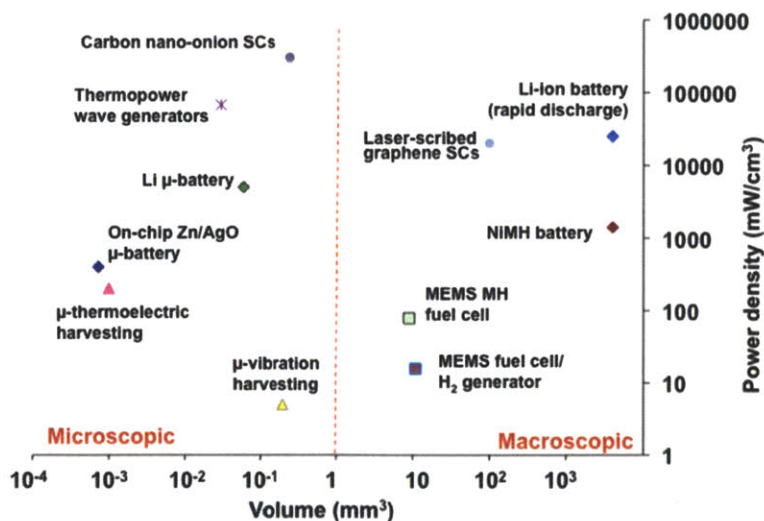 Carbon nano-onion SCs
Thermopower
wave generators
Li μ-battery
On-chip Zn/AgO
μ-battery
μ-thermoelectric
harvesting
μ-vibration
harvesting
Microscopic
Li-ion battery
(rapid discharge)
Laser-scribed
graphene SCs
NiMH battery
MEMS MH
fuel cell
MEMS fuel cell/
H₂ generator
Macroscopic
1000000
100000
10000
1000
100
10
1
Power density (mW/cm³)
10⁻⁴ 10⁻³ 10⁻² 10⁻¹ 1 10 10² 10³
Volume (mm³)